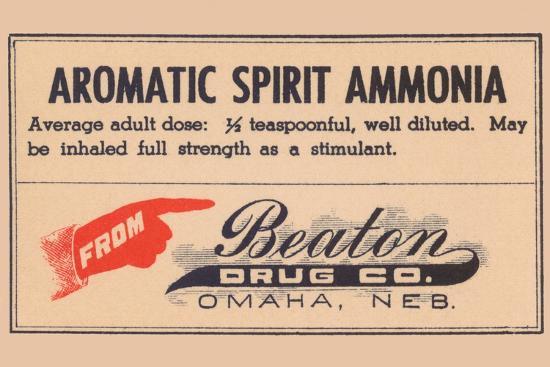 AROMATIC SPIRIT AMMONIA
Average adult dose: ½ teaspoonful, well diluted. May
be inhaled full strength as a stimulant.
FROM
Beaton
DRUG CO.
OMAHA, NEB.